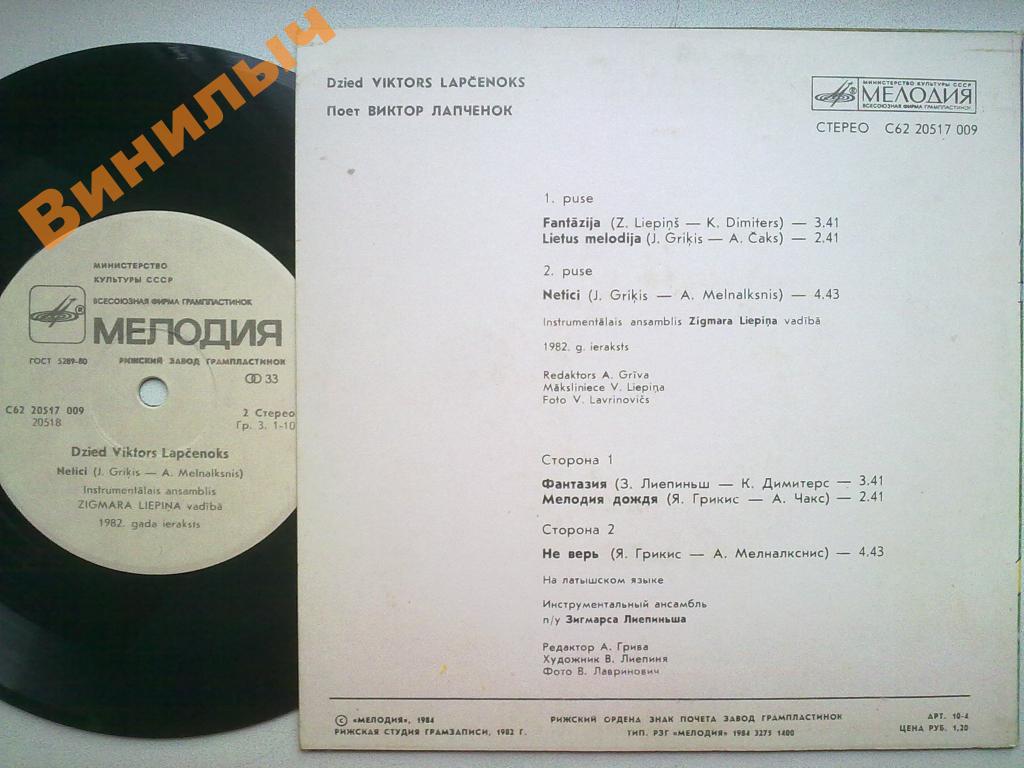 Винилыч
Dzied VIKTORS LAPČENOKS
Поет ВИКТОР ЛАПЧЕНОК
МИНИСТЕРСТВО КУЛЬТУРЫ СССР
МЕЛОДИЯ
ВСЕСОЮЗНАЯ ФИРМА ГРАМПЛАСТИНОК
СТЕРЕО С62 20517 009
1. puse
Fantāzija (Z. Liepiņš — K. Dimiters) — 3.41
Lietus melodija (J. Griķis — A. Čaks) — 2.41
2. puse
Netici (J. Griķis — A. Melnalksnis) — 4.43
Instrumentālais ansamblis Zigmara Liepiņa vadībā
1982. g. ieraksts
Redaktors A. Grīva
Māksliniece V. Liepiņa
Foto V. Lavrinovičs
Сторона 1
Фантазия (З. Лиепиньш — К. Димитерс — 3.41
Мелодия дождя (Я. Грикис — А. Чакс) — 2.41
Сторона 2
Не верь (Я. Грикис — А. Мелналкснис) — 4.43
На латышском языке
Инструментальный ансамбль
п/у Зигмарса Лиепиньша
Редактор А. Грива
Художник В. Лиепиня
Фото В. Лавринович
© «МЕЛОДИЯ», 1984
РИЖСКАЯ СТУДИЯ ГРАМЗАПИСИ, 1982 Г.
РИЖСКИЙ ОРДЕНА ЗНАК ПОЧЕТА ЗАВОД ГРАМПЛАСТИНОК
ТИП. РЗГ «МЕЛОДИЯ» 1984 3275 1400
АРТ. 10-4
ЦЕНА РУБ. 1,20
МИНИСТЕРСТВО
КУЛЬТУРЫ СССР
ВСЕСОЮЗНАЯ ФИРМА ГРАМПЛАСТИНОК
МЕЛОДИЯ
ГОСТ 5289-80 РИЖСКИЙ ЗАВОД ГРАМПЛАСТИНОК
33
С62 20517 009
20518
2 Стерео
Гр. 3. 1-10
Dzied Viktors Lapčenoks
Netici (J. Griķis — A. Melnalksnis)
Instrumentālais ansamblis
ZIGMARA LIEPIŅA vadībā
1982. gada ieraksts